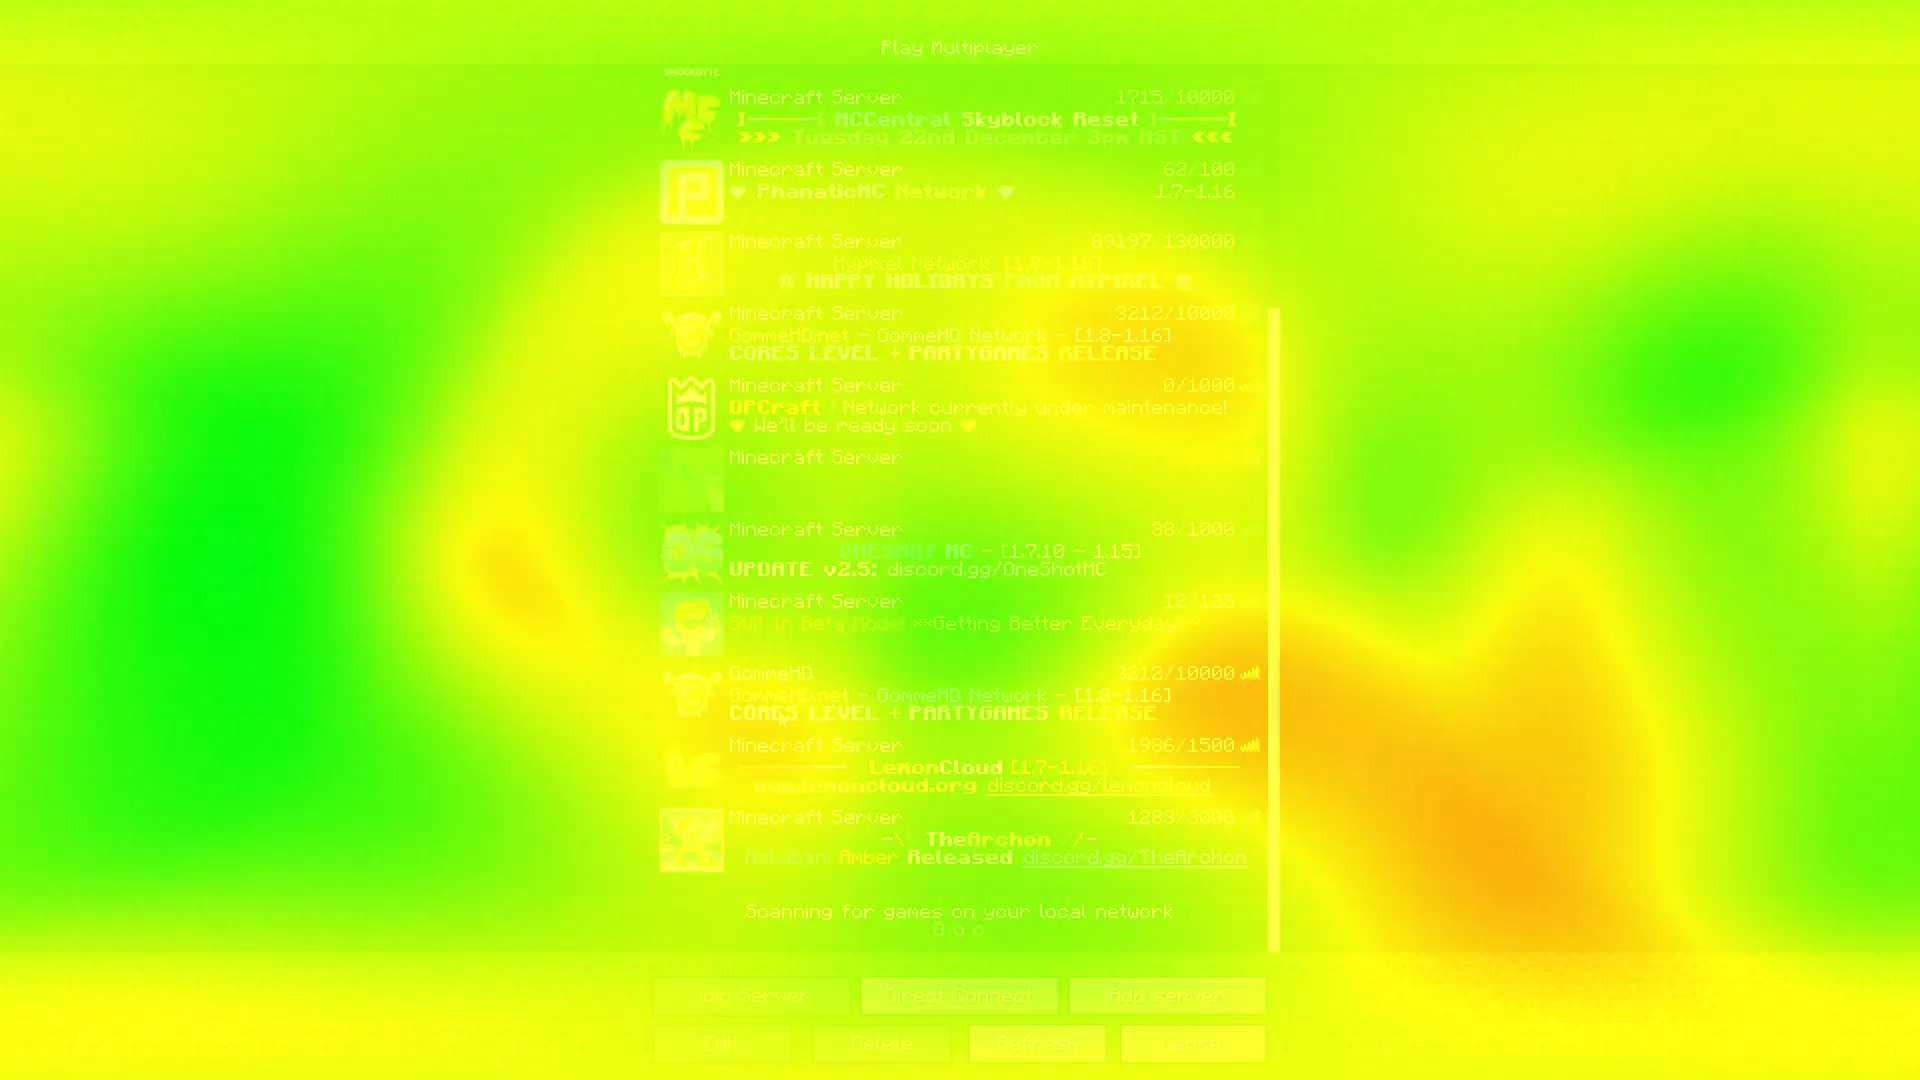 Play Multiplayer
SHOCKBYTE
Minecraft Server 1715/10000
I———[ MCCentral Skyblock Reset ]———I
>>> Tuesday 22nd December 3pm MST <<<
Minecraft Server 62/100
♥ PhanaticMC Network ♥ 1.7-1.16
Minecraft Server 89197/130000
Hypixel Network [1.8-1.16]
HAPPY HOLIDAYS FROM HYPIXEL
Minecraft Server 3212/10000
GommeHD.net - GommeHD Network - [1.8-1.16]
CORES LEVEL + PARTYGAMES RELEASE
OP
Minecraft Server 0/1000
OPCraft | Network currently under maintenance!
♥ We'll be ready soon ♥
Minecraft Server
Minecraft Server 38/1000
ONESHOT MC - [1.7.10 - 1.15]
UPDATE v2.5: discord.gg/OneShotMC
Minecraft Server 12/125
Still In Beta Mode! **Getting Better Everyday**
GommeHD 3212/10000
GommeHD.net - GommeHD Network - [1.8-1.16]
CORES LEVEL + PARTYGAMES RELEASE
Minecraft Server 1986/1500
LemonCloud [1.7-1.16]
www.lemoncloud.org discord.gg/lemoncloud
Minecraft Server 1283/3000
-\\ TheArchon //-
Amber Released discord.gg/TheArchon
Scanning for games on your local network
O o o
Join Server Direct Connect Add server
Edit Delete Refresh Cancel